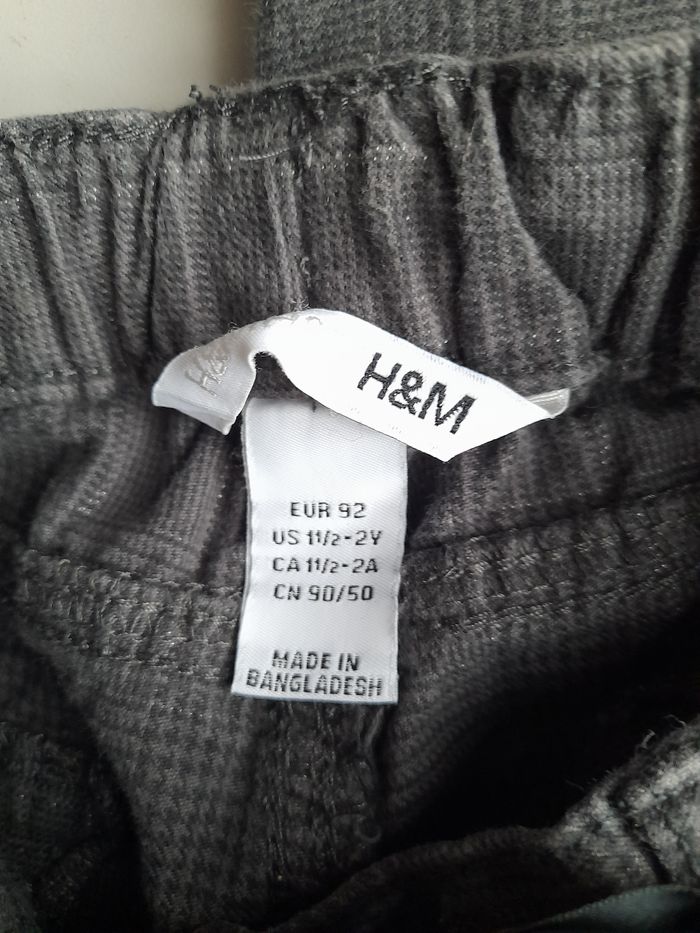 H&M
EUR 92
US 1½-2Y
CA 1½-2A
CN 90/50
MADE IN
BANGLADESH